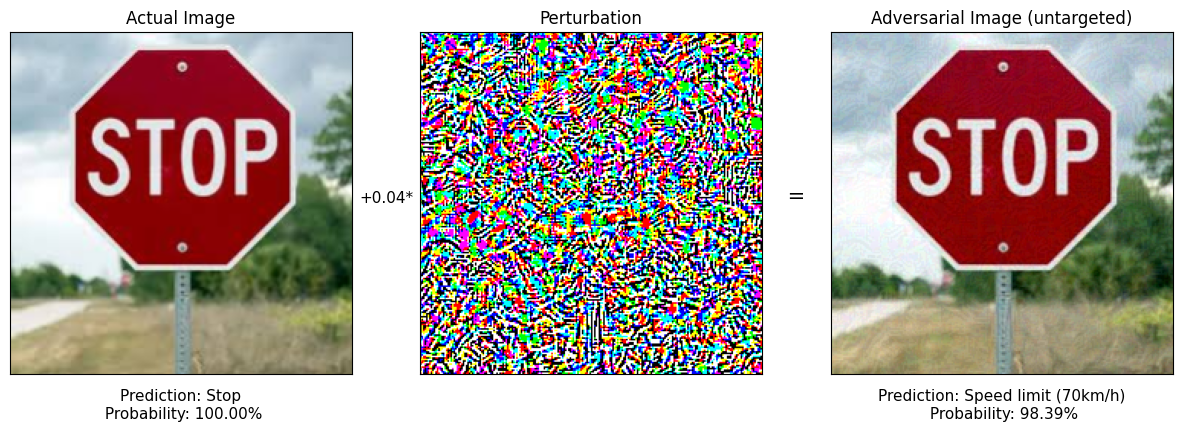 Actual Image
Perturbation
Adversarial Image (untargeted)
STOP
+0.04*
=
STOP
Prediction: Stop
Probability: 100.00%
Prediction: Speed limit (70km/h)
Probability: 98.39%